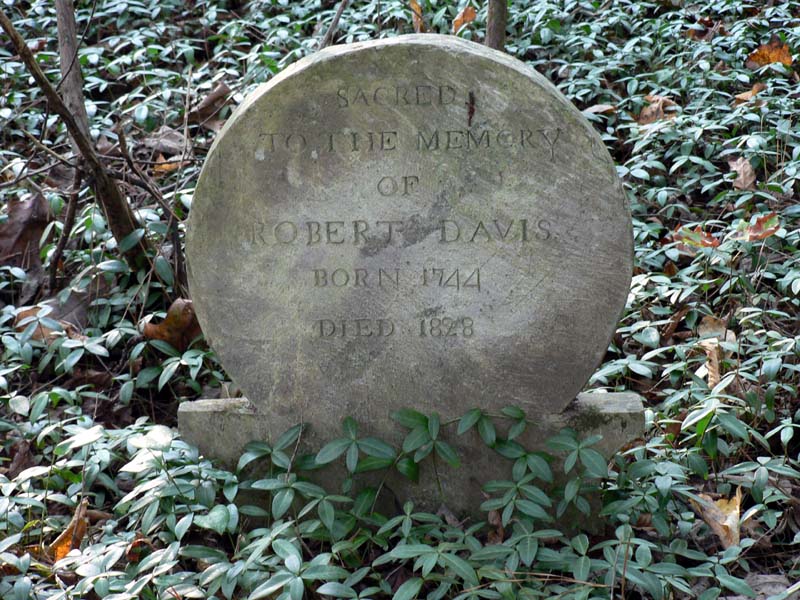 SACRED
TO THE MEMORY
OF
ROBERT DAVIS
BORN 1744
DIED 1828